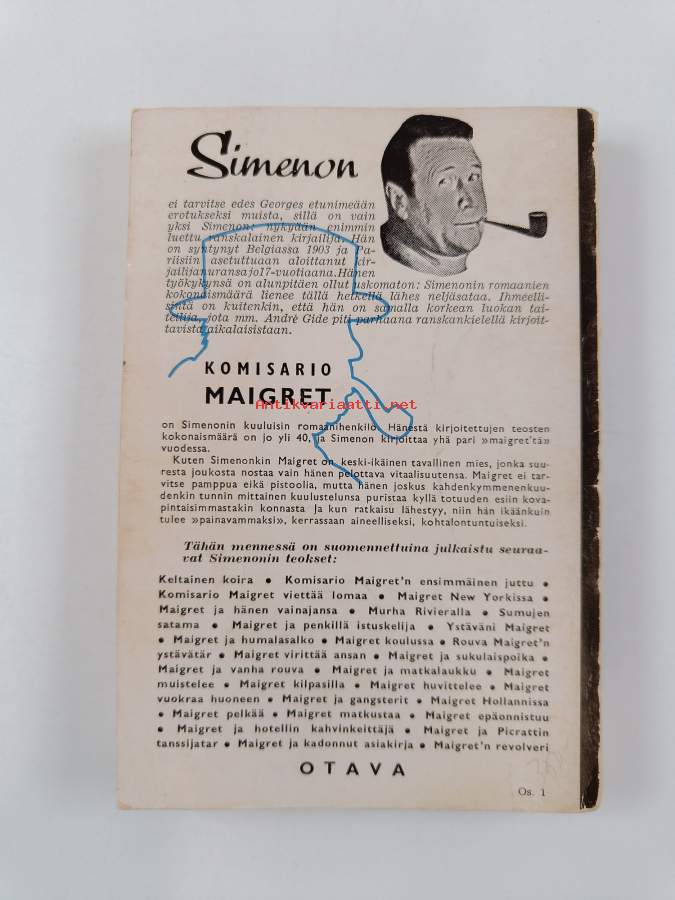 Simenon
ei tarvitse edes Georges etunimeään
erotukseksi muista, sillä on vain
yksi Simenon: nykyään enimmin
luettu ranskalainen kirjailija. Hän
on syntynyt Belgiassa 1903 ja Pa-
riisiin asetuttuaan aloittanut kir-
jailijanuransa jo 17-vuotiaana. Hänen
työkykynsä on alunpitäen ollut uskomaton: Simenonin romaanien
kokonaismäärä lienee tällä hetkellä lähes neljäsataa. Ihmeelli-
sintä on kuitenkin, että hän on samalla korkean luokan tai-
teilija, jota mm. André Gide piti parhaana ranskankielellä kirjoit-
tavista aikalaisistaan.
KOMISARIO
MAIGRET
Antikvariaatti.net
on Simenonin kuuluisin romaanihenkilö. Hänestä kirjoitettujen teosten
kokonaismäärä on jo yli 40, ja Simenon kirjoittaa yhä pari »maigret'tä»
vuodessa.
Kuten Simenonkin Maigret on keski-ikäinen tavallinen mies, jonka suu-
resta joukosta nostaa vain hänen pelottava vitaalisuutensa. Maigret ei tar-
vitse pamppua eikä pistoolia, mutta hänen joskus kahdenkymmenenkuu-
denkin tunnin mittainen kuulustelunsa puristaa kyllä totuuden esiin kova-
pintaisimmastakin konnasta Ja kun ratkaisu lähestyy, niin hän ikäänkuin
tulee »painavammaksi», kerrassaan aineelliseksi, kohtalontuntuiseksi.
Tähän mennessä on suomennettuina julkaistu seuraa-
vat Simenonin teokset:
Keltainen koira • Komisario Maigret'n ensimmäinen juttu •
Komisario Maigret viettää lomaa • Maigret New Yorkissa •
Maigret ja hänen vainajansa • Murha Rivieralla • Sumujen
satama • Maigret ja penkillä istuskelija • Ystäväni Maigret
• Maigret ja humalasalko • Maigret koulussa • Rouva Maigret'n
ystävätär • Maigret virittää ansan • Maigret ja sukulaispoika •
Maigret ja vanha rouva • Maigret ja matkalaukku • Maigret
muistelee • Maigret kilpasilla • Maigret huvittelee • Maigret
vuokraa huoneen • Maigret ja gangsterit • Maigret Hollannissa
• Maigret pelkää • Maigret matkustaa • Maigret epäonnistuu
• Maigret ja hotellin kahvinkeittäjä • Maigret ja Picrattin
tanssijatar • Maigret ja kadonnut asiakirja • Maigret'n revolveri
OTAVA
Os. 1